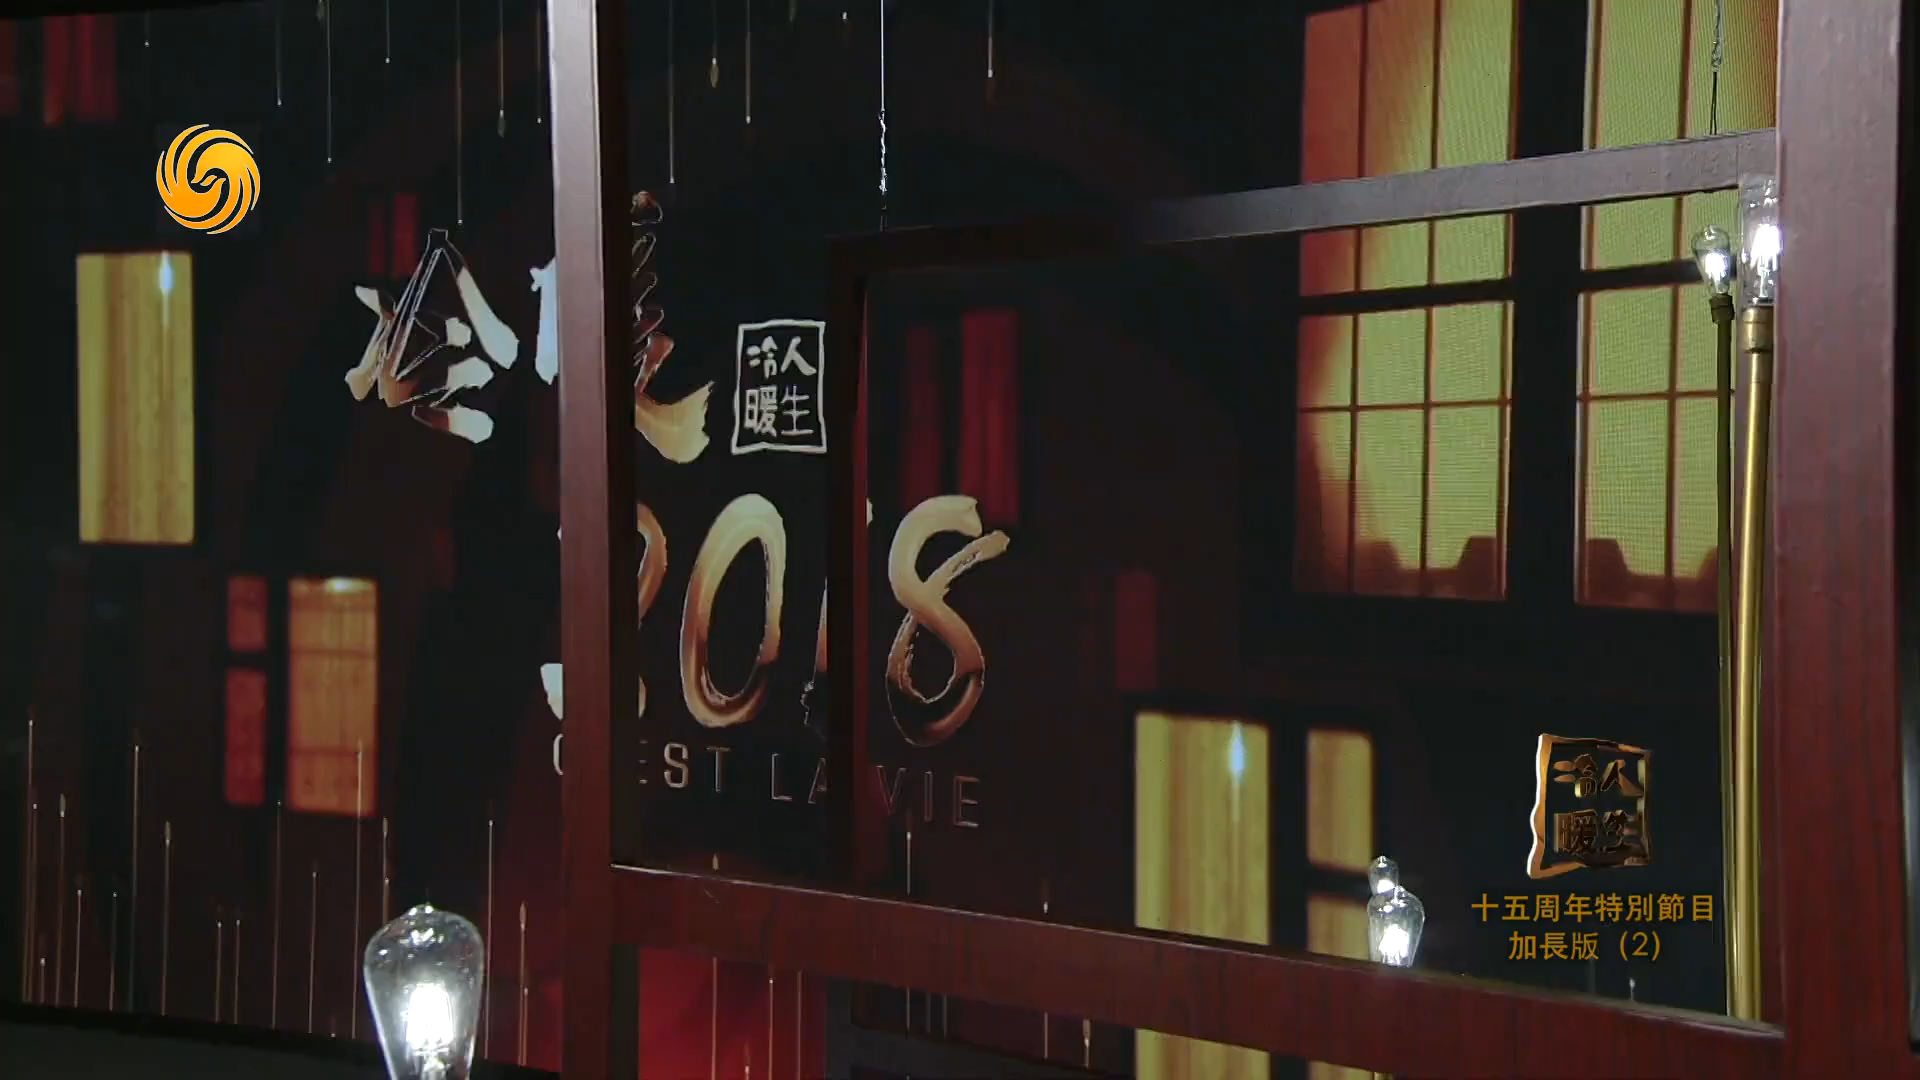 冷暖
冷人
暖生
2018
C'EST LA VIE
冷人
暖生
十五周年特別節目
加長版（2）